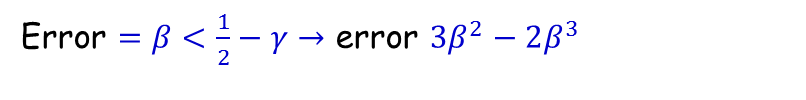 Error = β < 1/2 − γ → error 3β² − 2β³